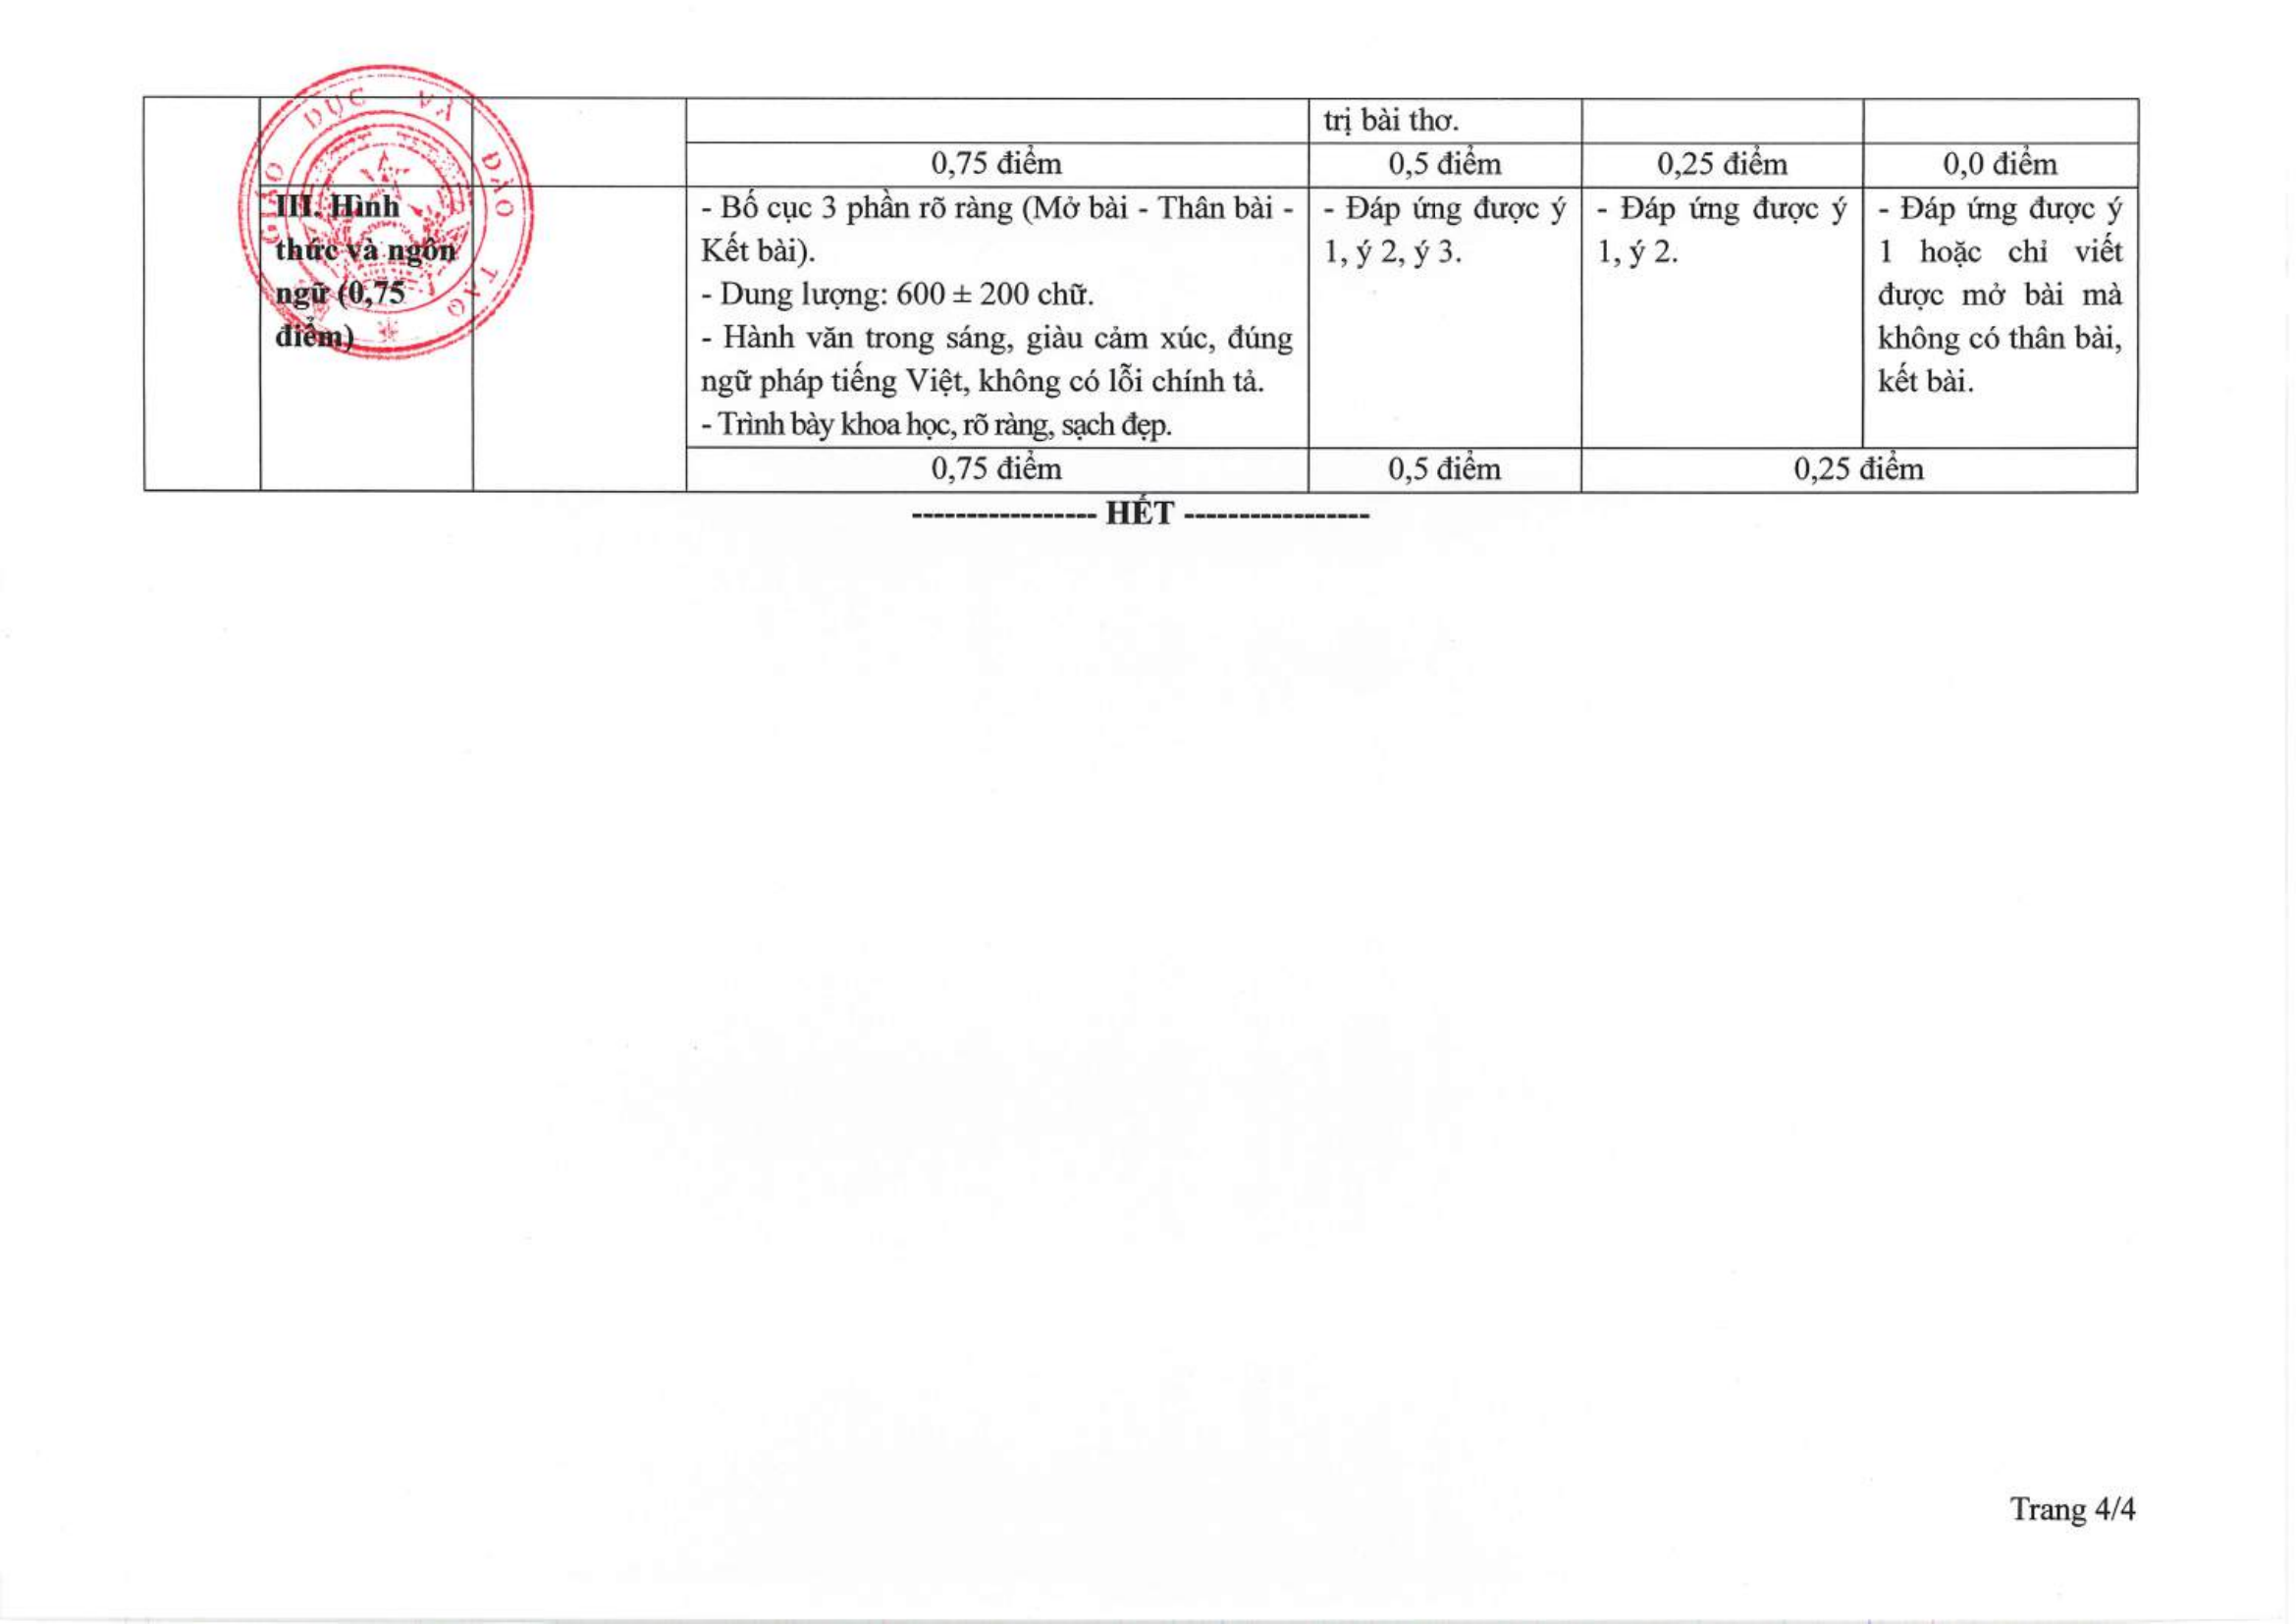 GIÁO DỤC VÀ ĐÀO TẠO
trị bài thơ.
0,75 điểm
0,5 điểm
0,25 điểm
0,0 điểm
III. Hình
thức và ngôn
ngữ (0,75
điểm)
- Bố cục 3 phần rõ ràng (Mở bài - Thân bài -
Kết bài).
- Dung lượng: 600 ± 200 chữ.
- Hành văn trong sáng, giàu cảm xúc, đúng
ngữ pháp tiếng Việt, không có lỗi chính tả.
- Trình bày khoa học, rõ ràng, sạch đẹp.
- Đáp ứng được ý
1, ý 2, ý 3.
- Đáp ứng được ý
1, ý 2.
- Đáp ứng được ý
1 hoặc chỉ viết
được mở bài mà
không có thân bài,
kết bài.
0,75 điểm
0,5 điểm
0,25 điểm
----------------- HẾT -----------------
Trang 4/4